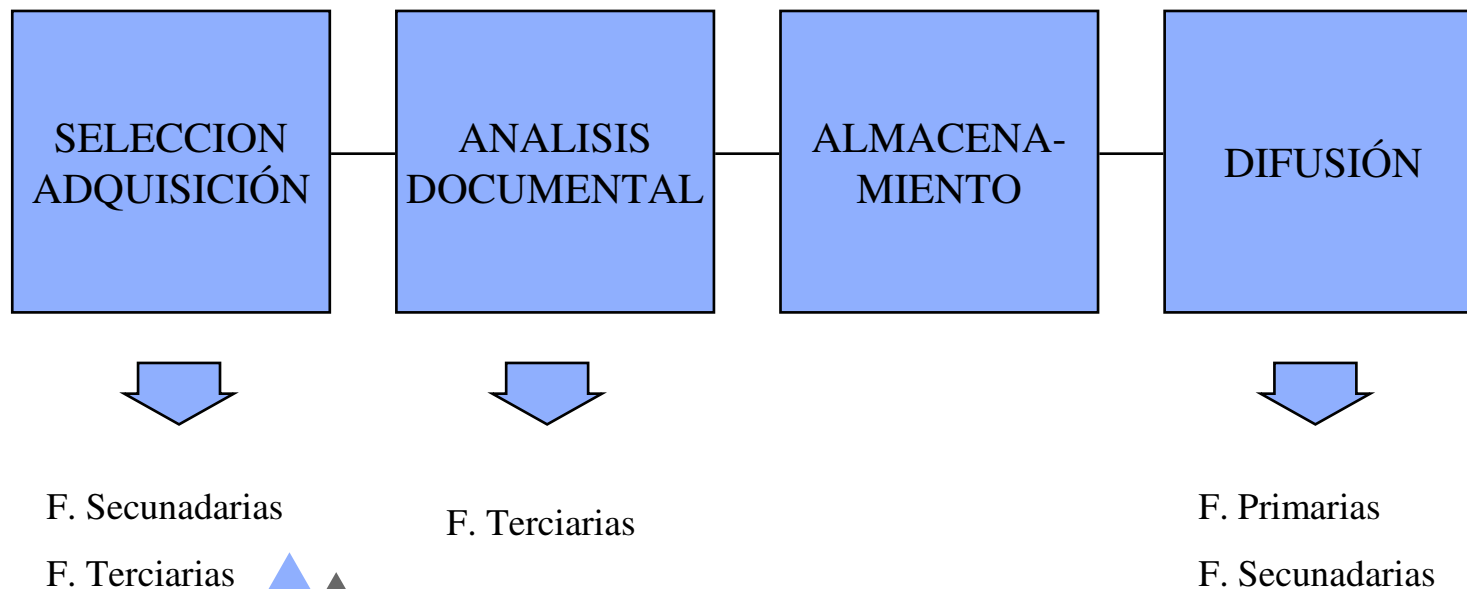 SELECCION
ADQUISICIÓN
ANALISIS
DOCUMENTAL
ALMACENA-
MIENTO
DIFUSIÓN
F. Secunadarias
F. Terciarias
F. Terciarias
F. Primarias
F. Secunadarias